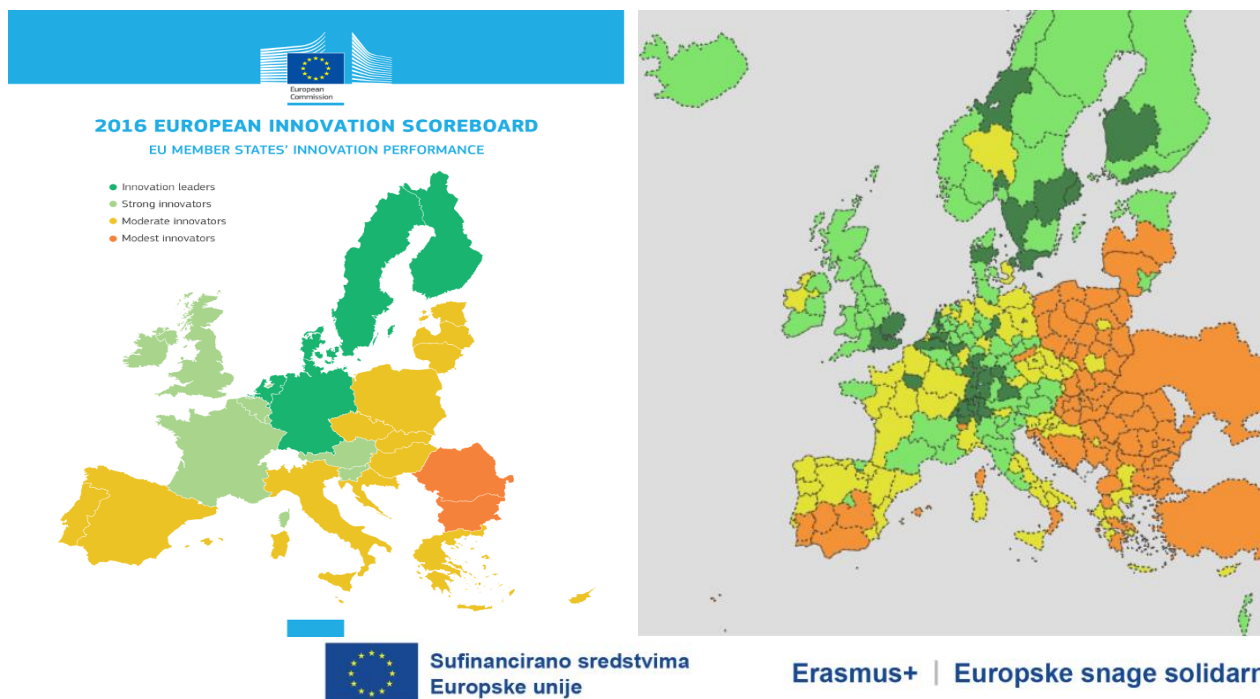 European
Commission
2016 EUROPEAN INNOVATION SCOREBOARD
EU MEMBER STATES' INNOVATION PERFORMANCE
Innovation leaders
Strong innovators
Moderate innovators
Modest innovators
Sufinancirano sredstvima
Europske unije
Erasmus+ | Europske snage solidarn